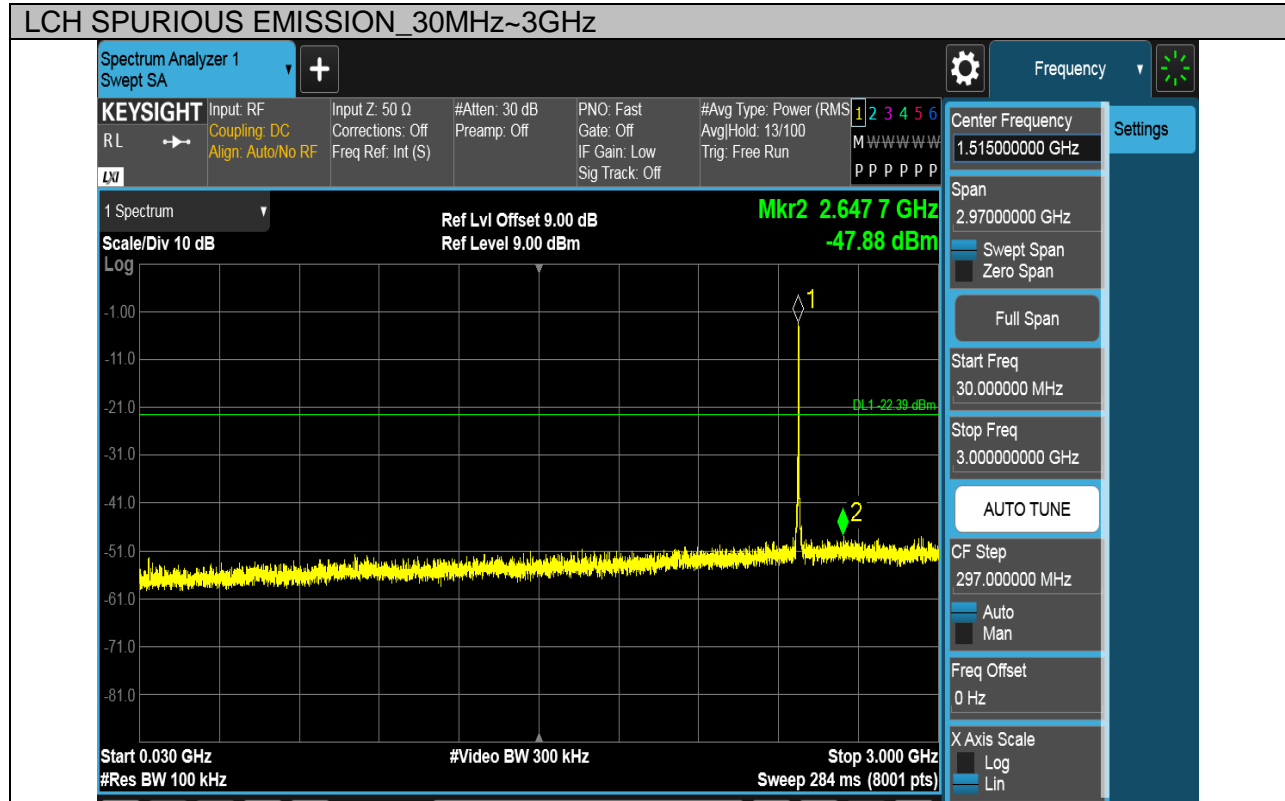 LCH SPURIOUS EMISSION_30MHz~3GHz
Spectrum Analyzer 1
Swept SA
+
Frequency
KEYSIGHT
RL
LXI
Input: RF
Coupling: DC
Align: Auto/No RF
Input Z: 50 Ω
Corrections: Off
Freq Ref: Int (S)
#Atten: 30 dB
Preamp: Off
PNO: Fast
Gate: Off
IF Gain: Low
Sig Track: Off
#Avg Type: Power (RMS
Avg|Hold: 13/100
Trig: Free Run
1 2 3 4 5 6
M W W W W W
P P P P P P
1 Spectrum
Scale/Div 10 dB
Log
Ref Lvl Offset 9.00 dB
Ref Level 9.00 dBm
Mkr2 2.647 7 GHz
-47.88 dBm
1
-1.00
-11.0
-21.0
DL1 -22.39 dBm
-31.0
-41.0
2
-51.0
-61.0
-71.0
-81.0
Start 0.030 GHz
#Res BW 100 kHz
#Video BW 300 kHz
Stop 3.000 GHz
Sweep 284 ms (8001 pts)
Center Frequency
1.515000000 GHz
Settings
Span
2.97000000 GHz
Swept Span
Zero Span
Full Span
Start Freq
30.000000 MHz
Stop Freq
3.000000000 GHz
AUTO TUNE
CF Step
297.000000 MHz
Auto
Man
Freq Offset
0 Hz
X Axis Scale
Log
Lin